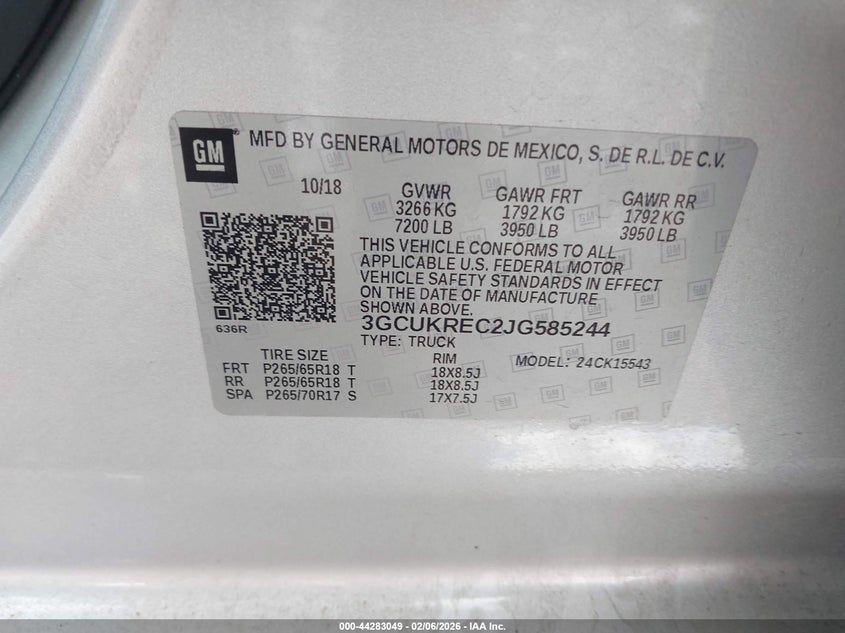 GM
MFD BY GENERAL MOTORS DE MEXICO, S. DE R.L. DE C.V.
10/18 GVWR GAWR FRT GAWR RR
3266 KG 1792 KG 1792 KG
7200 LB 3950 LB 3950 LB
THIS VEHICLE CONFORMS TO ALL
APPLICABLE U.S. FEDERAL MOTOR
VEHICLE SAFETY STANDARDS IN EFFECT
ON THE DATE OF MANUFACTURE
SHOWN ABOVE.
636R 3GCUKREC2JG585244
TYPE: TRUCK
TIRE SIZE RIM MODEL: 24CK15543
FRT P265/65R18 T 18X8.5J
RR P265/65R18 T 18X8.5J
SPA P265/70R17 S 17X7.5J
000-44283049 - 02/06/2026 - IAA Inc.